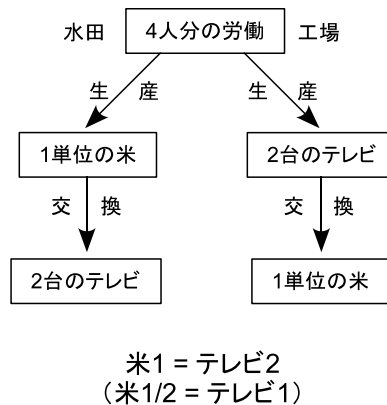 水田 4人分の労働 工場
生 産 生 産
1単位の米 2台のテレビ
交 換 交 換
2台のテレビ 1単位の米
米1 = テレビ2
(米1/2 = テレビ1)